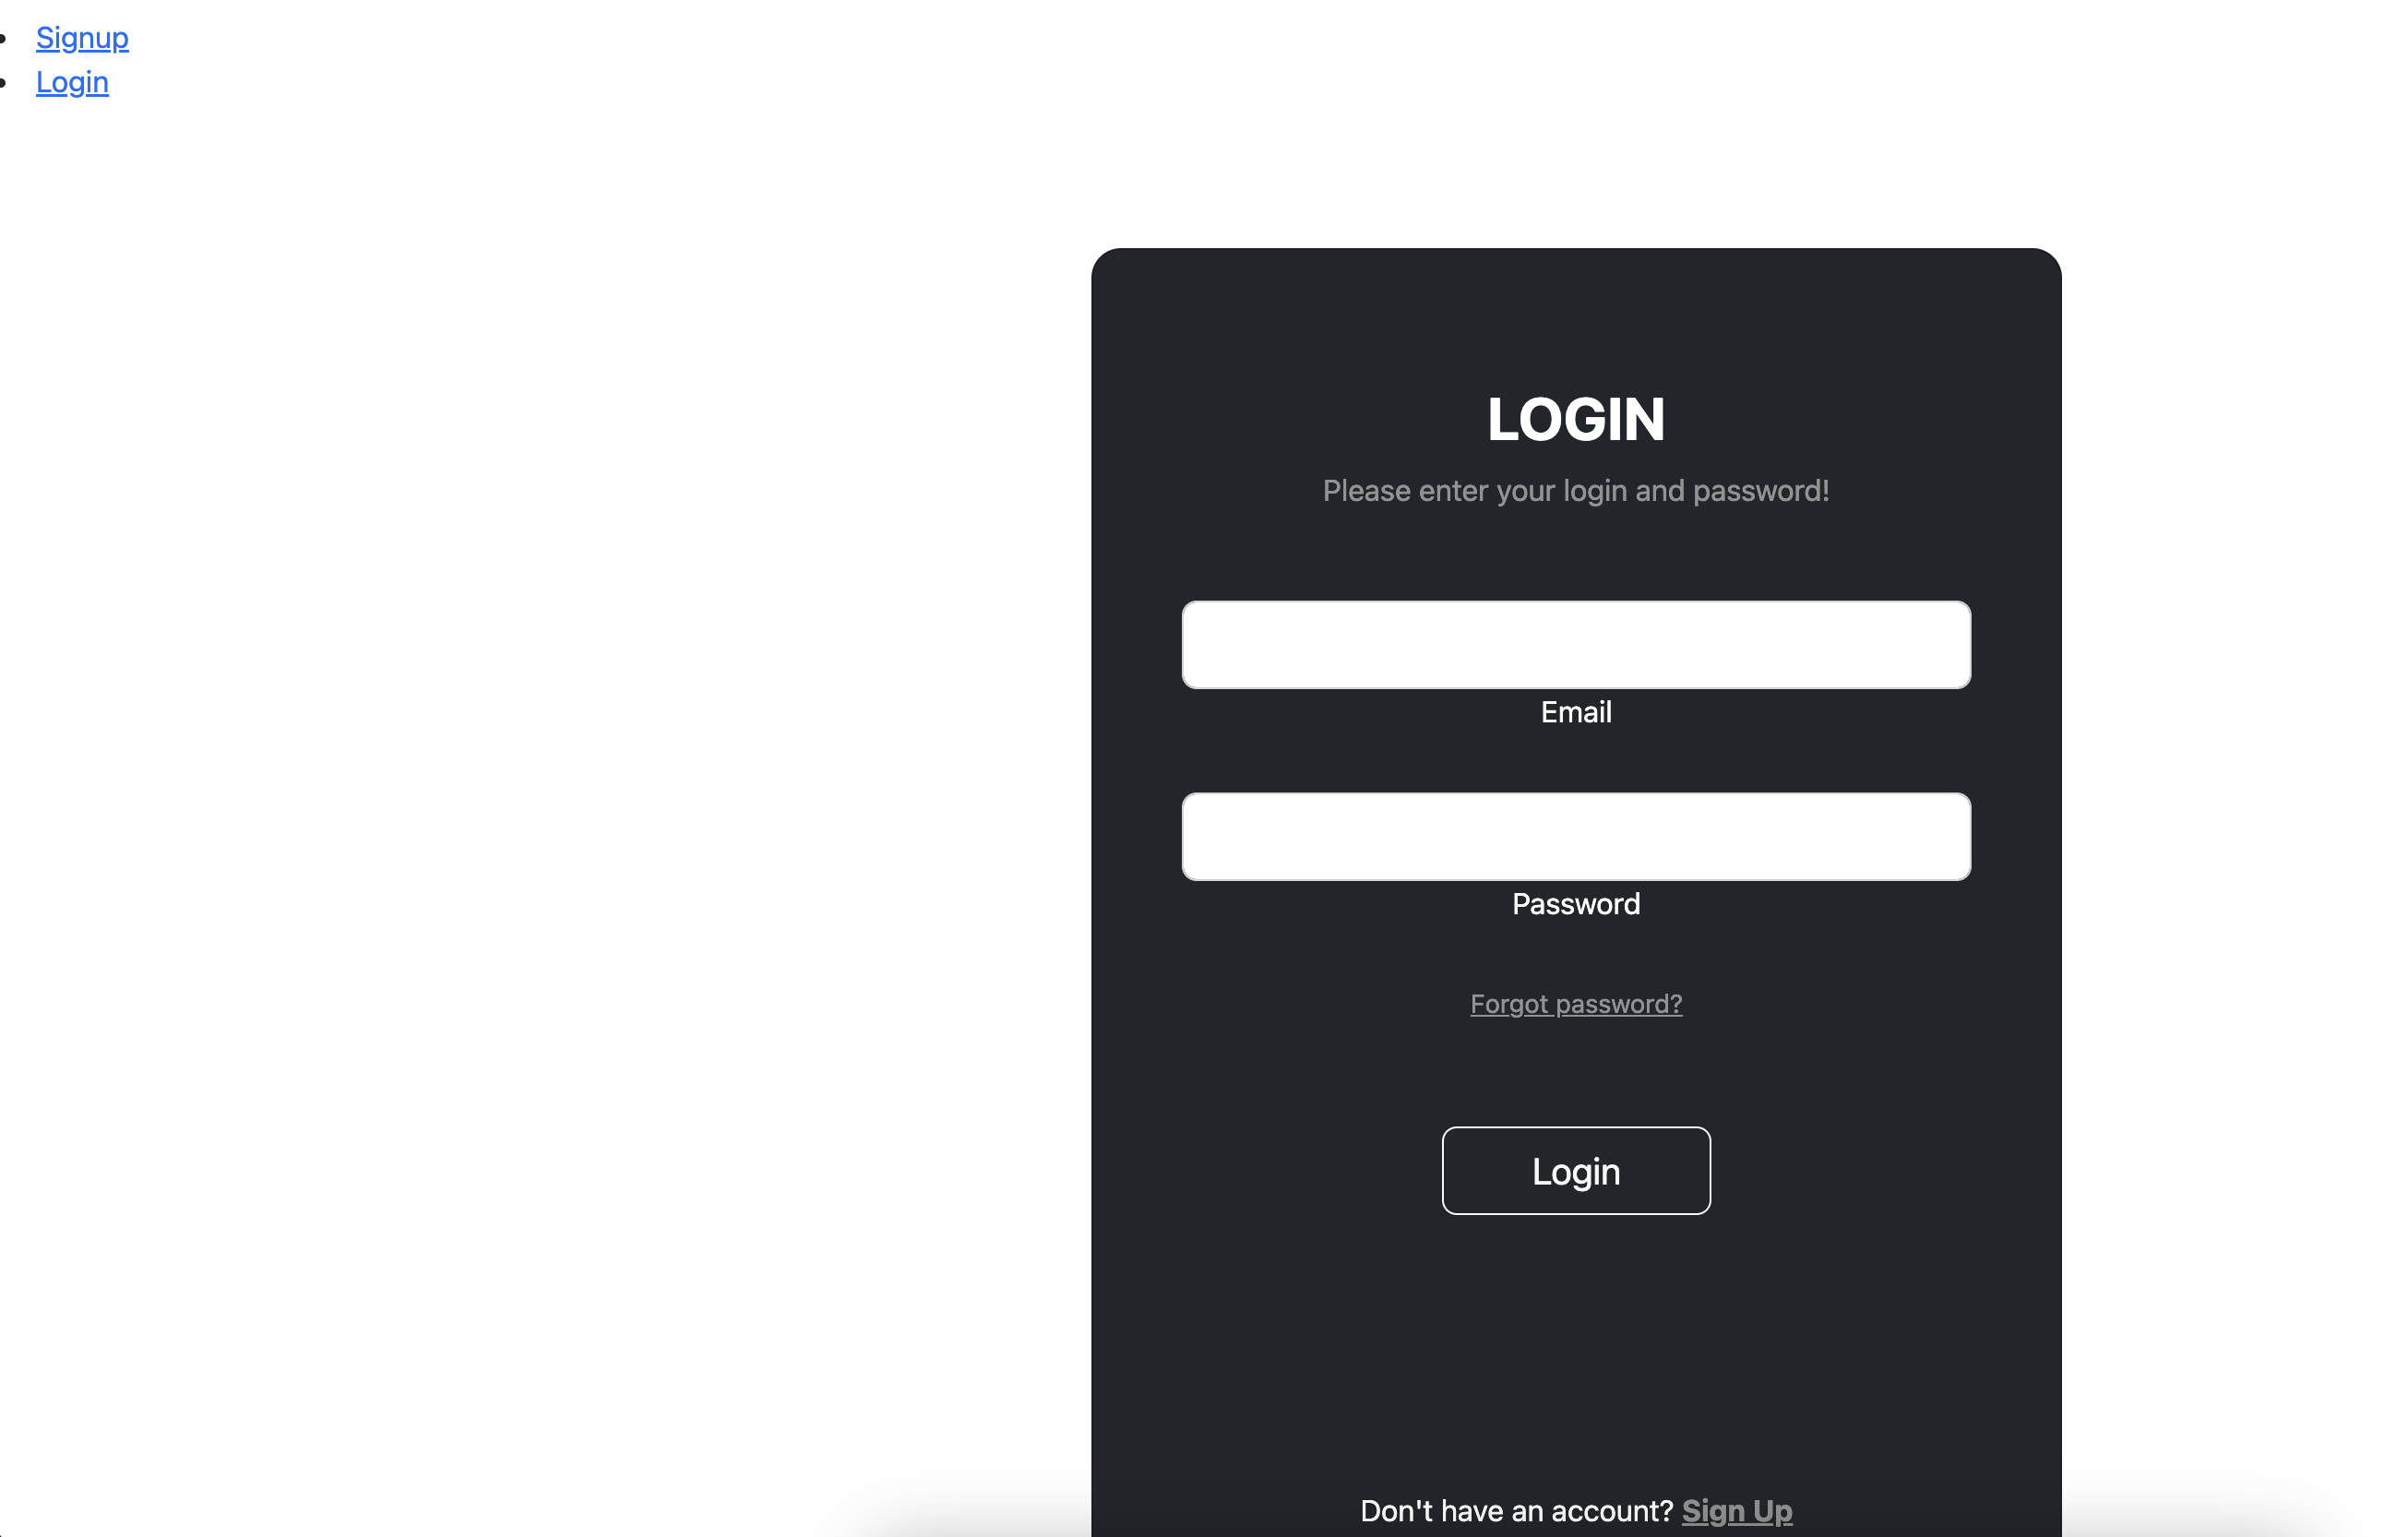 Signup
Login
LOGIN
Please enter your login and password!
Email
Password
Forgot password?
Login
Don't have an account? Sign Up